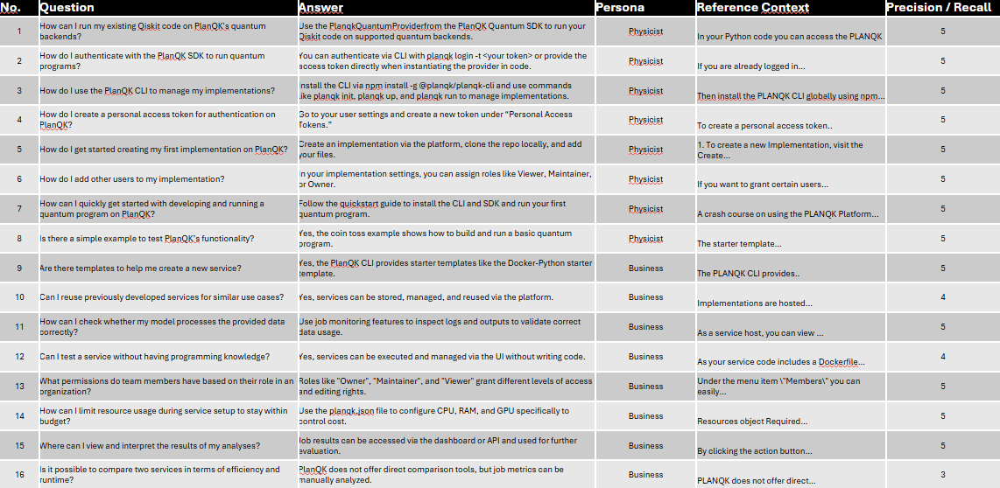 No. Question Answer Persona Reference Context Precision / Recall
1 How can I run my existing Qiskit code on PlanQK's quantum backends? Use the PlanqkQuantumProviderfrom the PlanQK Quantum SDK to run your Qiskit code on supported quantum backends. Physicist In your Python code you can access the PLANQK 5
2 How do I authenticate with the PlanQK SDK to run quantum programs? You can authenticate via CLI with planqk login -t <your token> or provide the access token directly when instantiating the provider in code. Physicist If you are already logged in... 5
3 How do I use the PlanQK CLI to manage my implementations? Install the CLI via npm install -g @planqk/planqk-cli and use commands like planqk init, planqk up, and planqk run to manage implementations. Physicist Then install the PLANQK CLI globally using npm... 5
4 How do I create a personal access token for authentication on PlanQK? Go to your user settings and create a new token under "Personal Access Tokens." Physicist To create a personal access token.. 5
5 How do I get started creating my first implementation on PlanQK? Create an implementation via the platform, clone the repo locally, and add your files. Physicist 1. To create a new Implementation, visit the Create... 5
6 How do I add other users to my implementation? In your implementation settings, you can assign roles like Viewer, Maintainer, or Owner. Physicist If you want to grant certain users... 5
7 How can I quickly get started with developing and running a quantum program on PlanQK? Follow the quickstart guide to install the CLI and SDK and run your first quantum program. Physicist A crash course on using the PLANQK Platform... 5
8 Is there a simple example to test PlanQK's functionality? Yes, the coin toss example shows how to build and run a basic quantum program. Physicist The starter template... 5
9 Are there templates to help me create a new service? Yes, the PlanQK CLI provides starter templates like the Docker-Python starter template. Business The PLANQK CLI provides.. 5
10 Can I reuse previously developed services for similar use cases? Yes, services can be stored, managed, and reused via the platform. Business Implementations are hosted... 4
11 How can I check whether my model processes the provided data correctly? Use job monitoring features to inspect logs and outputs to validate correct data usage. Business As a service host, you can view ... 5
12 Can I test a service without having programming knowledge? Yes, services can be executed and managed via the UI without writing code. Business As your service code includes a Dockerfile... 4
13 What permissions do team members have based on their role in an organization? Roles like "Owner", "Maintainer", and "Viewer" grant different levels of access and editing rights. Business Under the menu item \"Members\" you can easily... 5
14 How can I limit resource usage during service setup to stay within budget? Use the planqk.json file to configure CPU, RAM, and GPU specifically to control cost. Business Resources object Required... 5
15 Where can I view and interpret the results of my analyses? Job results can be accessed via the dashboard or API and used for further evaluation. Business By clicking the action button... 5
16 Is it possible to compare two services in terms of efficiency and runtime? PlanQK does not offer direct comparison tools, but job metrics can be manually analyzed. Business PLANQK does not offer direct... 3